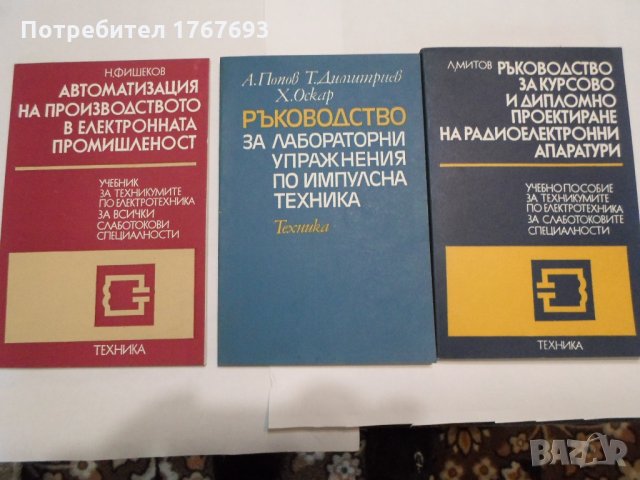 Потребител 1767693
Н.ФИШЕКОВ
АВТОМАТИЗАЦИЯ
НА ПРОИЗВОДСТВОТО
В ЕЛЕКТРОННАТА
ПРОМИШЛЕНОСТ
УЧЕБНИК
ЗА ТЕХНИКУМИТЕ
ПО ЕЛЕКТРОТЕХНИКА
ЗА ВСИЧКИ
СЛАБОТОКОВИ
СПЕЦИАЛНОСТИ
ТЕХНИКА
А.Попов Т.Димитриев
Х.Оскар
РЪКОВОДСТВО
ЗА ЛАБОРАТОРНИ
УПРАЖНЕНИЯ
ПО ИМПУЛСНА
ТЕХНИКА
Техника
Л.МИТОВ
РЪКОВОДСТВО
ЗА КУРСОВО
И ДИПЛОМНО
ПРОЕКТИРАНЕ
НА РАДИОЕЛЕКТРОННИ
АПАРАТУРИ
УЧЕБНО ПОСОБИЕ
ЗА ТЕХНИКУМИТЕ
ПО ЕЛЕКТРОТЕХНИКА
ЗА СЛАБОТОКОВИТЕ
СПЕЦИАЛНОСТИ
ТЕХНИКА
BAZAR